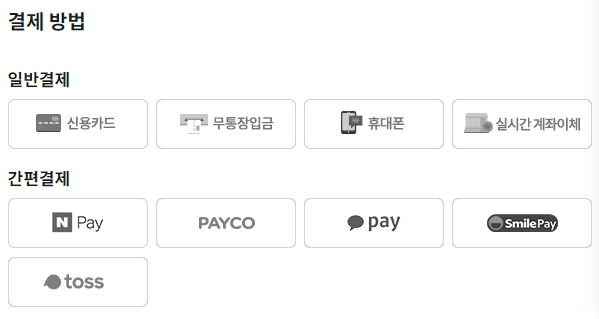 결제 방법
일반결제
신용카드
무통장입금
휴대폰
실시간 계좌이체
간편결제
N Pay
PAYCO
pay
SmilePay
toss